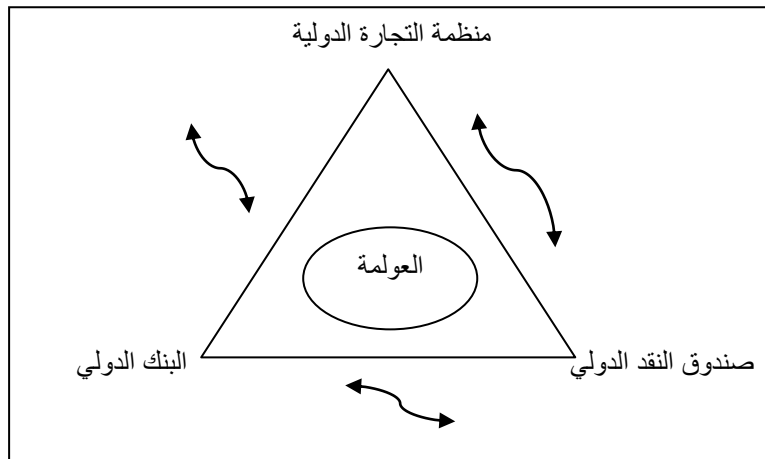 منظمة التجارة الدولية
العولمة
صندوق النقد الدولي
البنك الدولي